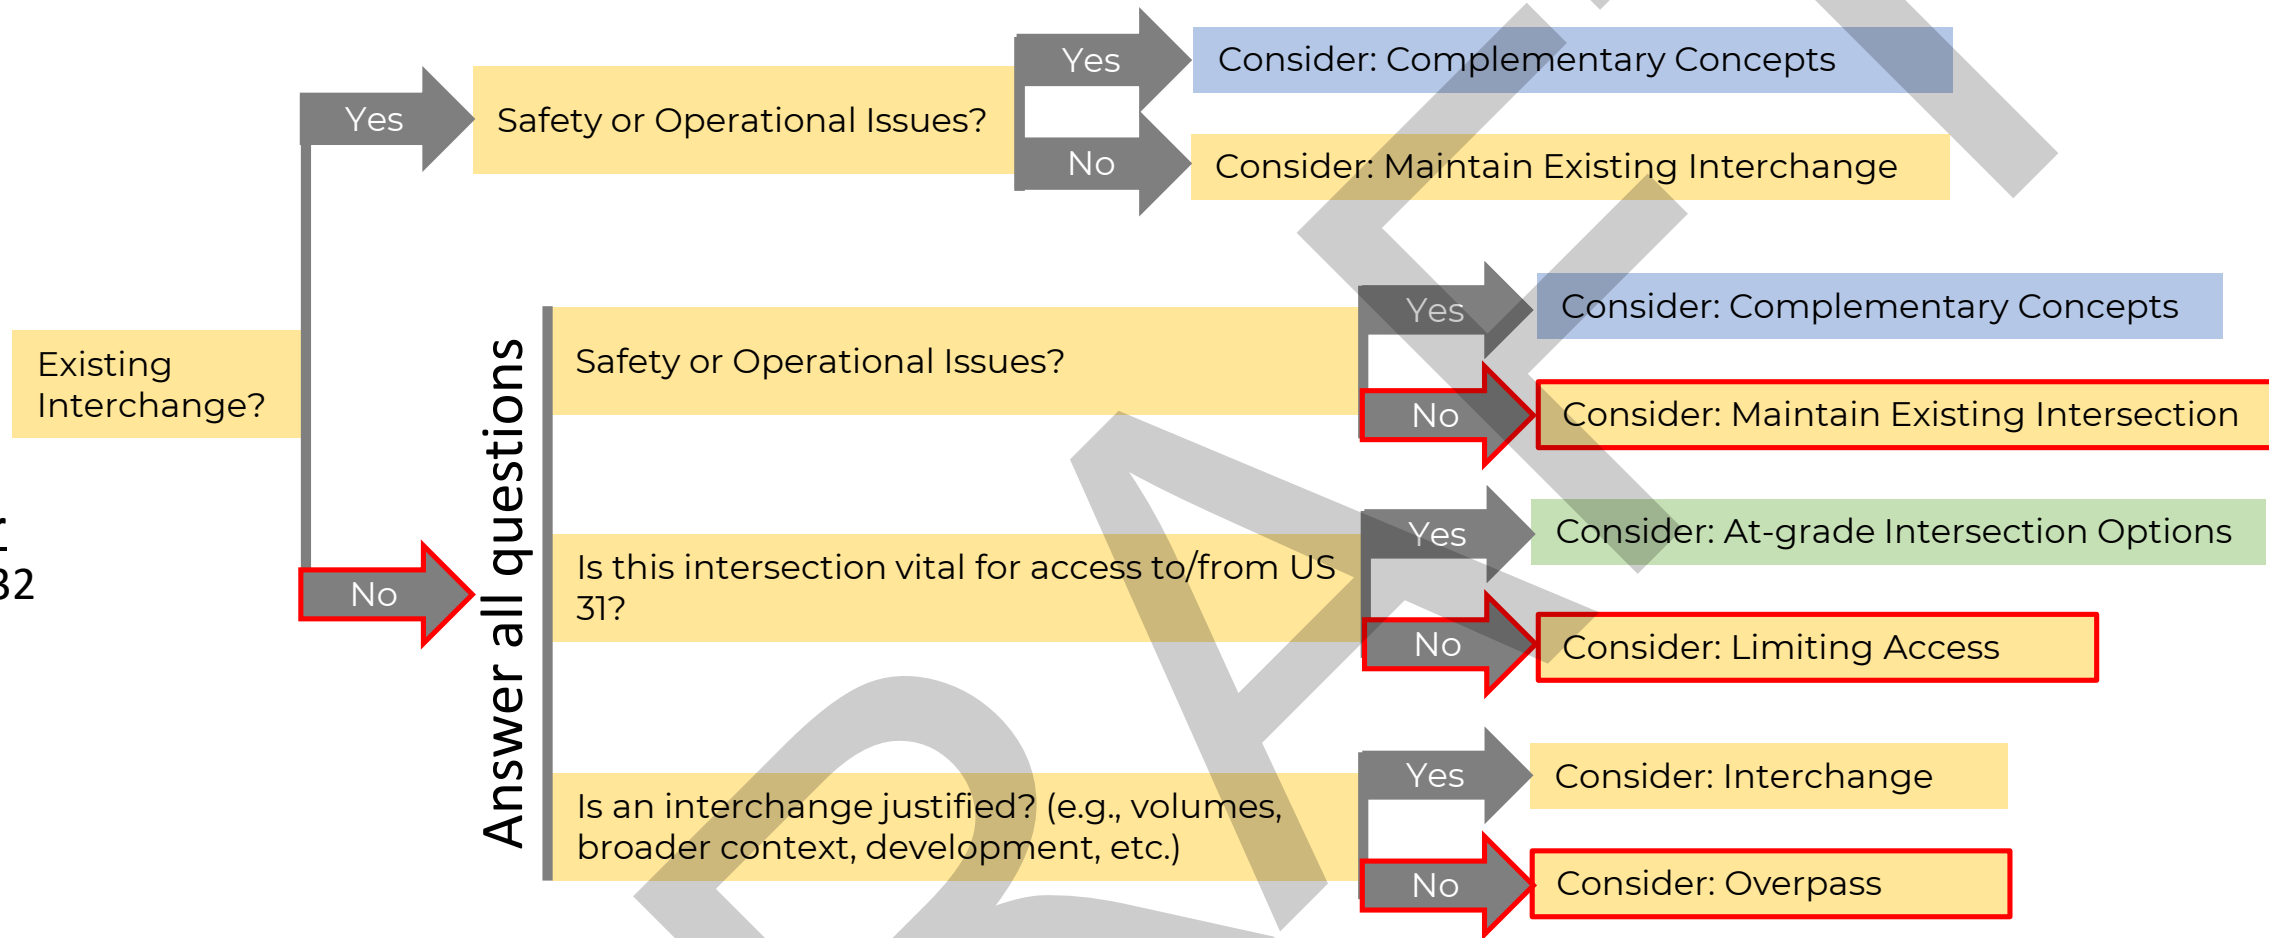 Yes
Consider: Complementary Concepts
Yes
Safety or Operational Issues?
No
Consider: Maintain Existing Interchange
Existing
Interchange?
Answer all questions
Yes
Consider: Complementary Concepts
Safety or Operational Issues?
No
Consider: Maintain Existing Intersection
32
No
Yes
Consider: At-grade Intersection Options
Is this intersection vital for access to/from US
31?
No
Consider: Limiting Access
Yes
Consider: Interchange
Is an interchange justified? (e.g., volumes,
broader context, development, etc.)
No
Consider: Overpass